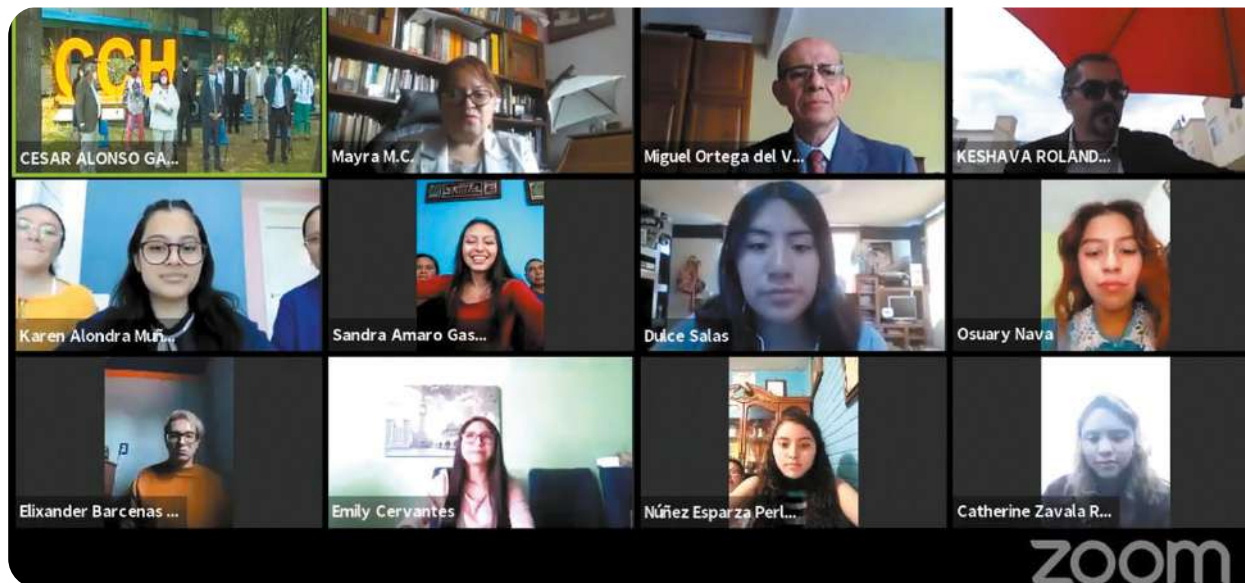 CCH
CESAR ALONSO GA...
Mayra M.C.
Miguel Ortega del V...
KESHAVA ROLAND...
Karen Alondra Muñ...
Sandra Amaro Gas...
Dulce Salas
Osuary Nava
Elixander Barcenas ...
Emily Cervantes
Núñez Esparza Perl...
Catherine Zavala R...
zoom